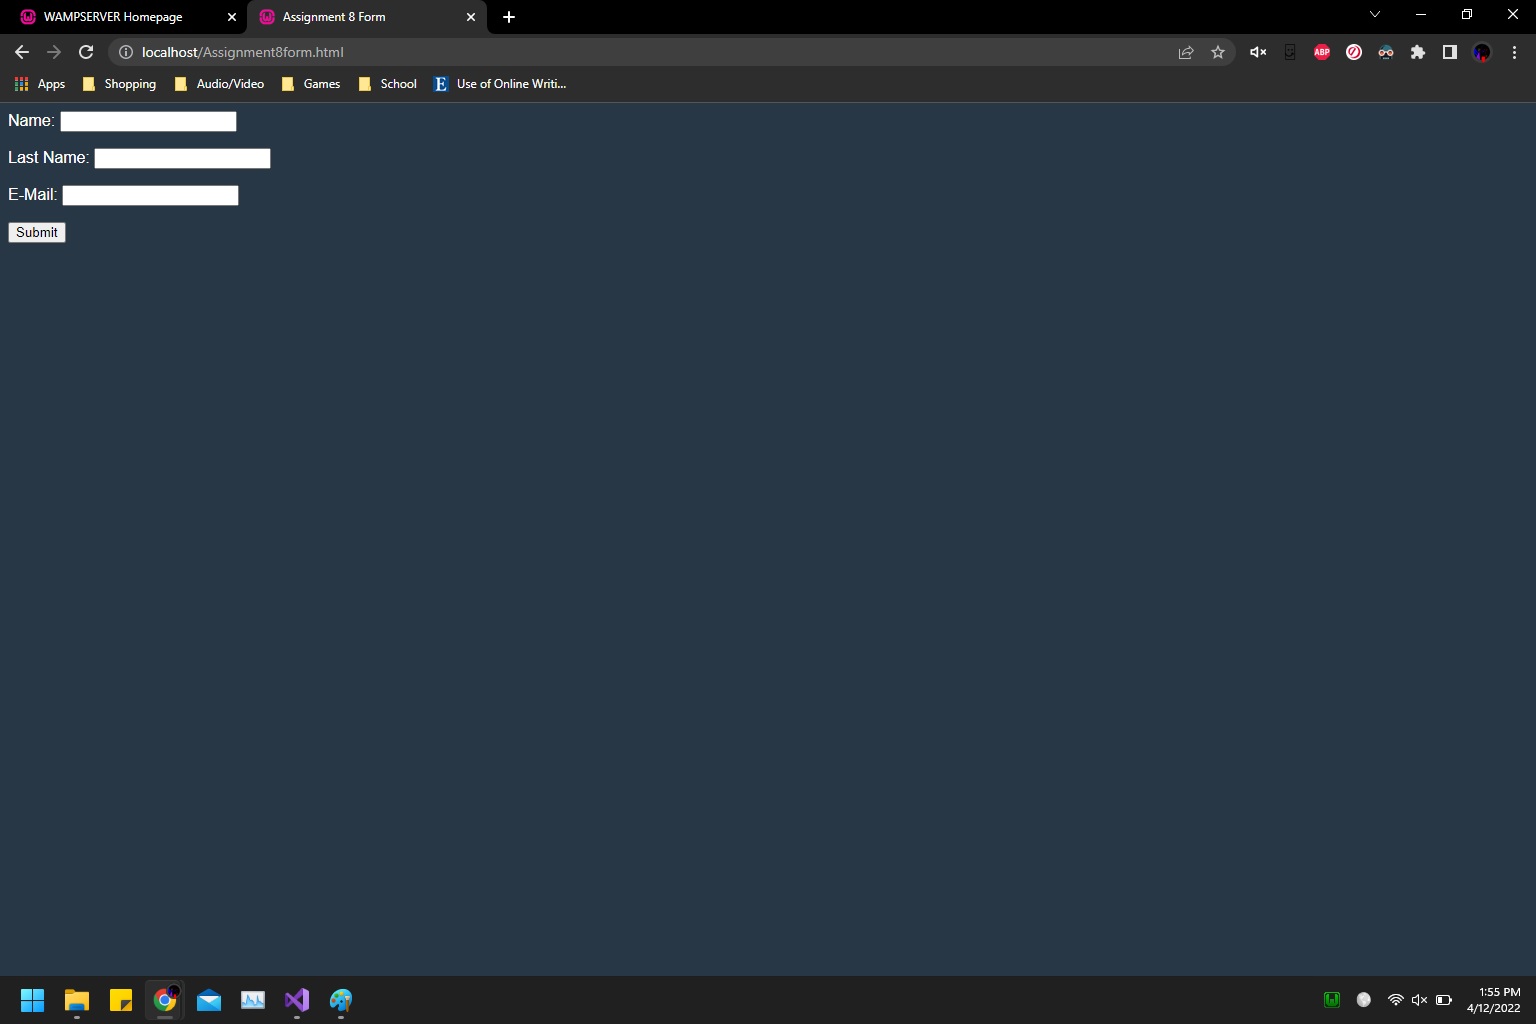 WAMPSERVER Homepage
Assignment 8 Form
localhost/Assignment8form.html
ABP
Apps
Shopping
Audio/Video
Games
School
E
Use of Online Writi...
Name:
Last Name:
E-Mail:
Submit
1:55 PM
4/12/2022